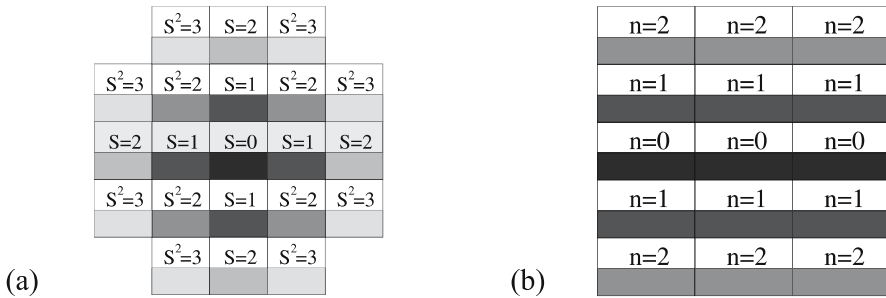 S²=3 S=2 S²=3
S²=3 S²=2 S=1 S²=2 S²=3
S=2 S=1 S=0 S=1 S=2
S²=3 S²=2 S=1 S²=2 S²=3
S²=3 S=2 S²=3
(a)
n=2 n=2 n=2
n=1 n=1 n=1
n=0 n=0 n=0
n=1 n=1 n=1
n=2 n=2 n=2
(b)